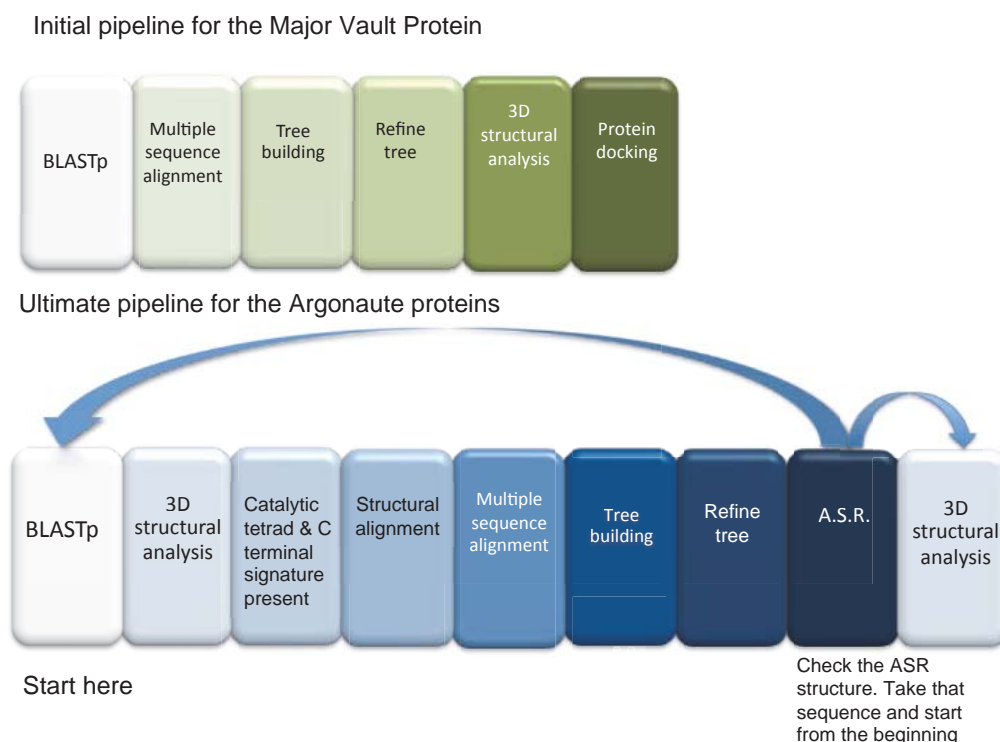 Initial pipeline for the Major Vault Protein
BLASTp
Multiple
sequence
alignment
Tree
building
Refine
tree
3D
structural
analysis
Protein
docking
Ultimate pipeline for the Argonaute proteins
BLASTp
3D
structural
analysis
Catalytic
tetrad & C
terminal
signature
present
Structural
alignment
Multiple
sequence
alignment
Tree
building
Refine
tree
A.S.R.
3D
structural
analysis
Start here
Check the ASR
structure. Take that
sequence and start
from the beginning